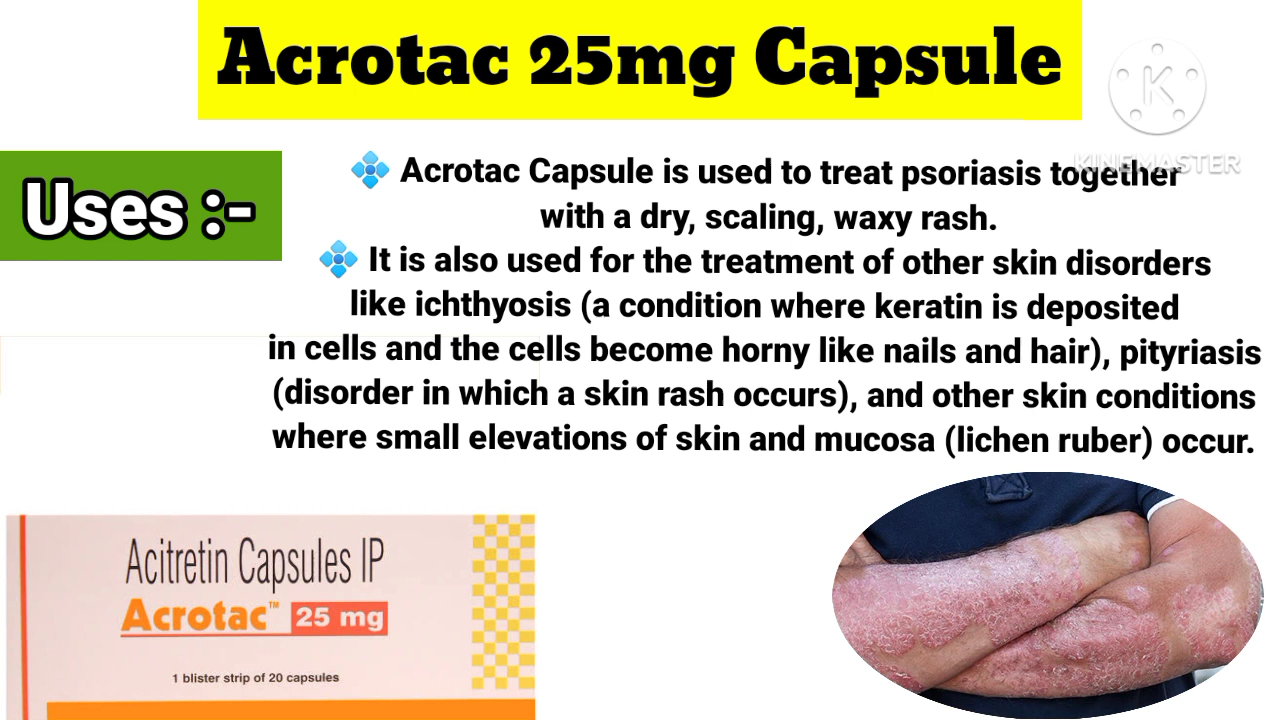 Acrotac 25mg Capsule
K
KINEMASTER
Uses :-
💠 Acrotac Capsule is used to treat psoriasis together
with a dry, scaling, waxy rash.
💠 It is also used for the treatment of other skin disorders
like ichthyosis (a condition where keratin is deposited
in cells and the cells become horny like nails and hair), pityriasis
(disorder in which a skin rash occurs), and other skin conditions
where small elevations of skin and mucosa (lichen ruber) occur.
Acitretin Capsules IP
Acrotac™ 25 mg
1 blister strip of 20 capsules